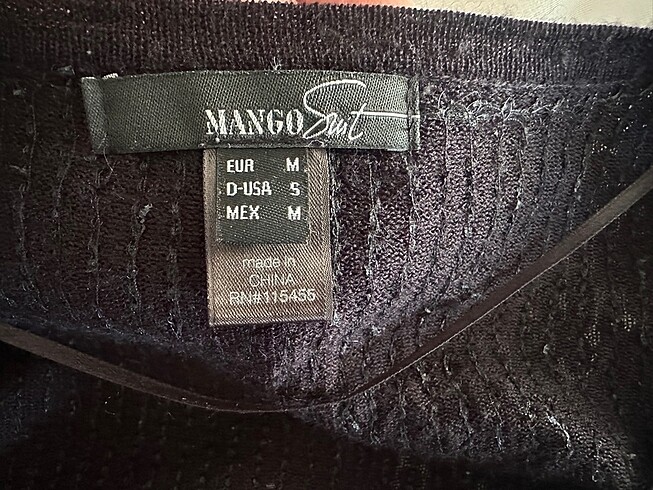 MANGO Suit
EUR M
D-USA S
MEX M
made in
CHINA
RN#115455